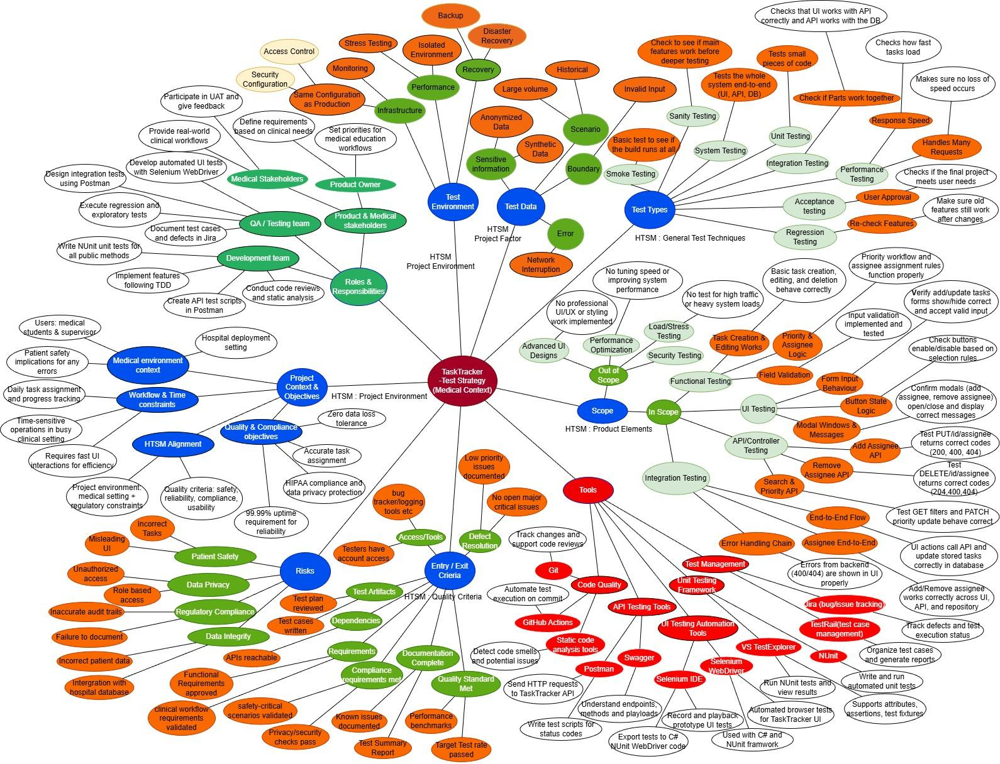 Backup
Disaster
Recovery
Access Control
Stress Testing
Isolated
Environment
Monitoring
Security
Configuration
Same Configuration
as Production
Infrastructure
Performance
Recovery
Participate in UAT and
give feedback
Define requirements
based on clinical needs
Set priorities for
medical education
workflows
Provide real-world
clinical workflows
Develop automated UI tests
with Selenium WebDriver
Design integration tests
using Postman
Medical Stakeholders
Product Owner
Execute regression and
exploratory tests
QA / Testing team
Product & Medical
stakeholders
Document test cases
and defects in Jira
Write NUnit unit tests for
all public methods
Development team
Implement features
following TDD
Create API test scripts
in Postman
Conduct code reviews
and static analysis
Roles &
Responsibilities
Test
Environment
HTSM
Project Environment
Large volume
Historical
Invalid Input
Anonymized
Data
Synthetic
Data
Scenario
Sensitive
information
Boundary
Test Data
HTSM
Project Factor
Error
Network
Interruption
Checks that UI works with API
correctly and API works with the DB
Check to see if main
features work before
deeper testing
Tests small
pieces of code
Checks how fast
tasks load
Tests the whole
system end-to-end
(UI, API, DB)
Makes sure no loss of
speed occurs
Check if Parts work together
Sanity Testing
Response Speed
Basic test to see if
the build runs at all
Unit Testing
System Testing
Handles Many
Requests
Integration Testing
Smoke Testing
Performance
Testing
Checks if the final project
meets user needs
Test Types
Acceptance
testing
User Approval
Make sure old
features still work
after changes
Re-check Features
Regression
Testing
HTSM : General Test Techniques
No tuning speed or
improving system
performance
No professional
UI/UX or styling
work implemented
No test for high traffic
or heavy system loads
Load/Stress
Testing
Performance
Optimization
Advanced UI
Designs
Security Testing
Out of
Scope
Basic task creation,
editing, and deletion
behave correctly
Priority workflow and
assignee assignment rules
function properly
Verify add/update tasks
forms show/hide correct
and accept valid input
Input validation
implemented and
tested
Task Creation &
Editing Works
Priority &
Assignee
Logic
Check buttons
enable/disable based on
selection rules
Functional Testing
Field Validation
Form Input
Behaviour
Button State
Logic
Confirm modals (add
assignee, remove assignee)
open/close and display
correct messages
Scope
HTSM : Product Elements
In Scope
UI Testing
Modal Windows &
Messages
API/Controller
Testing
Add Assignee
API
Test PUT/id/assignee
returns correct codes
(200, 400, 404)
Remove
Assignee API
Test
DELETE/id/assignee
returns correct codes
(204,400,404)
Integration Testing
Search &
Priority API
Test GET filters and PATCH
priority update behave correct
End-to-End Flow
Error Handling Chain
Assignee End-to-End
UI actions call API and
update stored tasks
correctly in database
Errors from backend
(400/404) are shown in UI
properly
Add/Remove assignee
works correctly across UI,
API, and repository
TaskTracker
-Test Strategy
(Medical Context)
Users: medical
students & supervisor
Hospital deployment
setting
Patient safety
implications for any
errors
Medical environment
context
Daily task assignment
and progress tracking
Workflow & Time
constraints
Project
Context &
Objectives
HTSM : Project Environment
Time-sensitive
operations in busy
clinical setting
Requires fast UI
interactions for efficiency
HTSM Alignment
Quality & Compliance
objectives
Zero data loss
tolerance
Accurate task
assignment
Project environment:
medical setting +
regulatory constraints
Quality criteria: safety,
reliability, compliance,
usability
HIPAA compliance and
data privacy protection
99.99% uptime
requirement for
reliability
Incorrect
Tasks
Misleading
UI
Patient Safety
Unauthorized
access
Data Privacy
Role based
access
Risks
Inaccurate audit trails
Regulatory Compliance
Failure to document
Data Integrity
Incorrect patient data
Intergration with
hospital database
Low priority
issues
documented
bug
tracker/logging
tools etc
No open major
critical issues
Access/Tools
Defect
Resolution
Testers have
account access
Entry / Exit
Crieria
HTSM : Quality Criteria
Test Artifacts
Test plan
reviewed
Test cases
written
Dependencies
APIs reachable
Requirements
Documentation
Complete
Functional
Requirements
approved
Compliance
requirements met
Quality Standard
Met
clinical workflow
requirements
validated
safety-critical
scenarios validated
Privacy/security
checks pass
Known issues
documented
Performance
benchmarks
Test Summary
Report
Target Test rate
passed
Tools
Track changes and
support code reviews
Git
Code Quality
Automate test
execution on commit
GitHub Actions
Static code
analysis tools
Detect code smells
and potential issues
API Testing Tools
Postman
Swagger
Send HTTP requests
to TaskTracker API
Understand endpoints,
methods and playloads
Write test scripts for
status codes
Test Management
Unit Testing
Framework
UI Testing Automation
Tools
Jira (bug/issue tracking)
TestRail(test case
management)
Track defects and test
execution status
VS TestExplorer
NUnit
Organize test cases
and generate reports
Selenium
WebDriver
Selenium IDE
Run NUnit tests and
view results
Write and run
automated unit tests
Record and playback
prototype UI tests
Automated browser tests
for TaskTracker UI
Supports attributes,
assertions, test fixtures
Export tests to C#
NUnit WebDriver code
Used with C# and
NUnit framwork